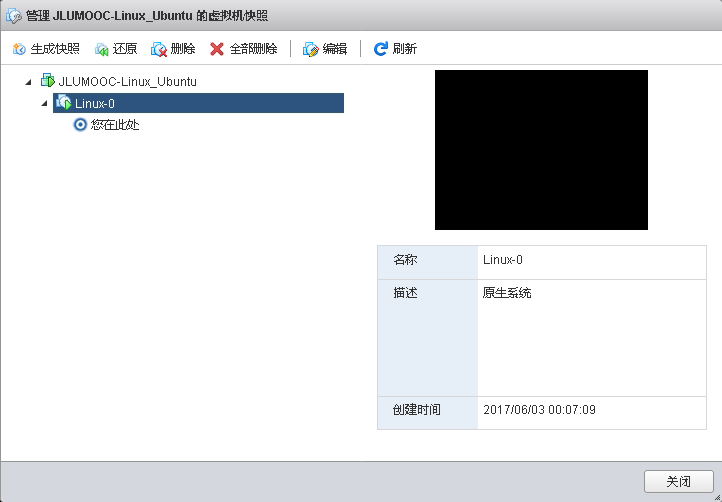 管理 JLUMOOC-Linux_Ubuntu 的虚拟机快照
生成快照 还原 删除 全部删除 编辑 刷新
JLUMOOC-Linux_Ubuntu
Linux-0
您在此处
名称 Linux-0
描述 原生系统
创建时间 2017/06/03 00:07:09
关闭